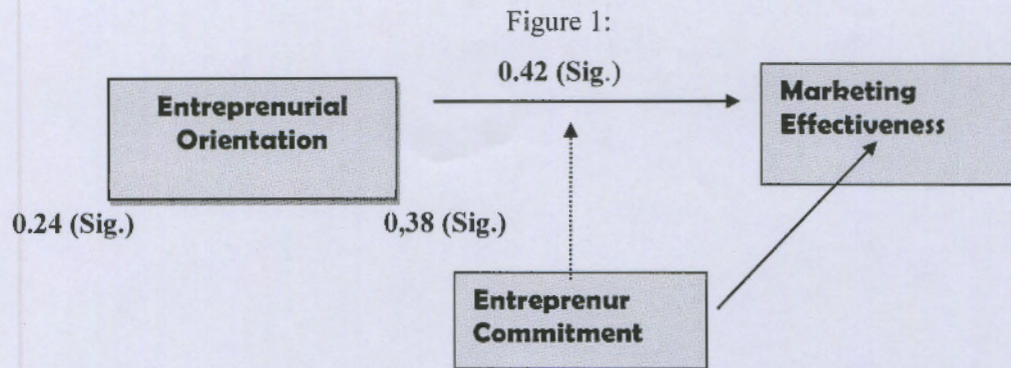 Figure 1:
0.42 (Sig.)
Entreprenurial
Orientation
Marketing
Effectiveness
0.24 (Sig.)
0,38 (Sig.)
Entreprenur
Commitment